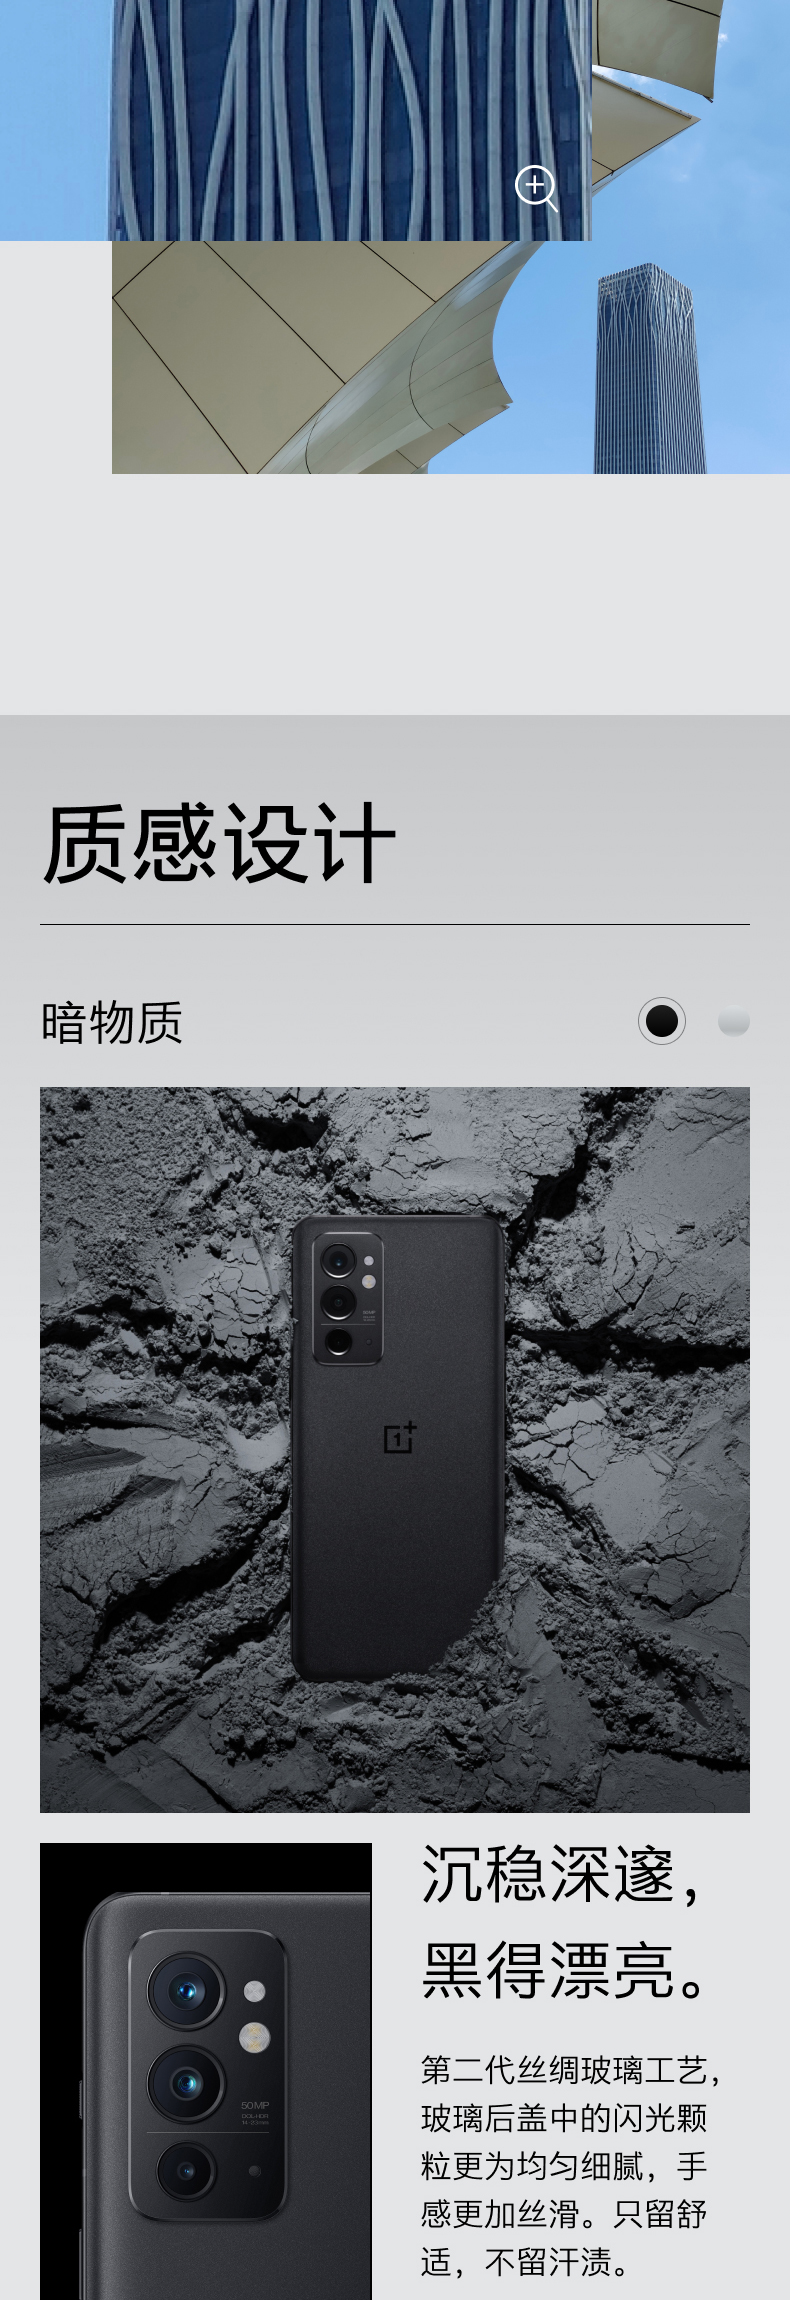 质感设计
暗物质
沉稳深邃，
黑得漂亮。
50MP
第二代丝绸玻璃工艺，
玻璃后盖中的闪光颗
粒更为均匀细腻，手
感更加丝滑。只留舒
适，不留汗渍。